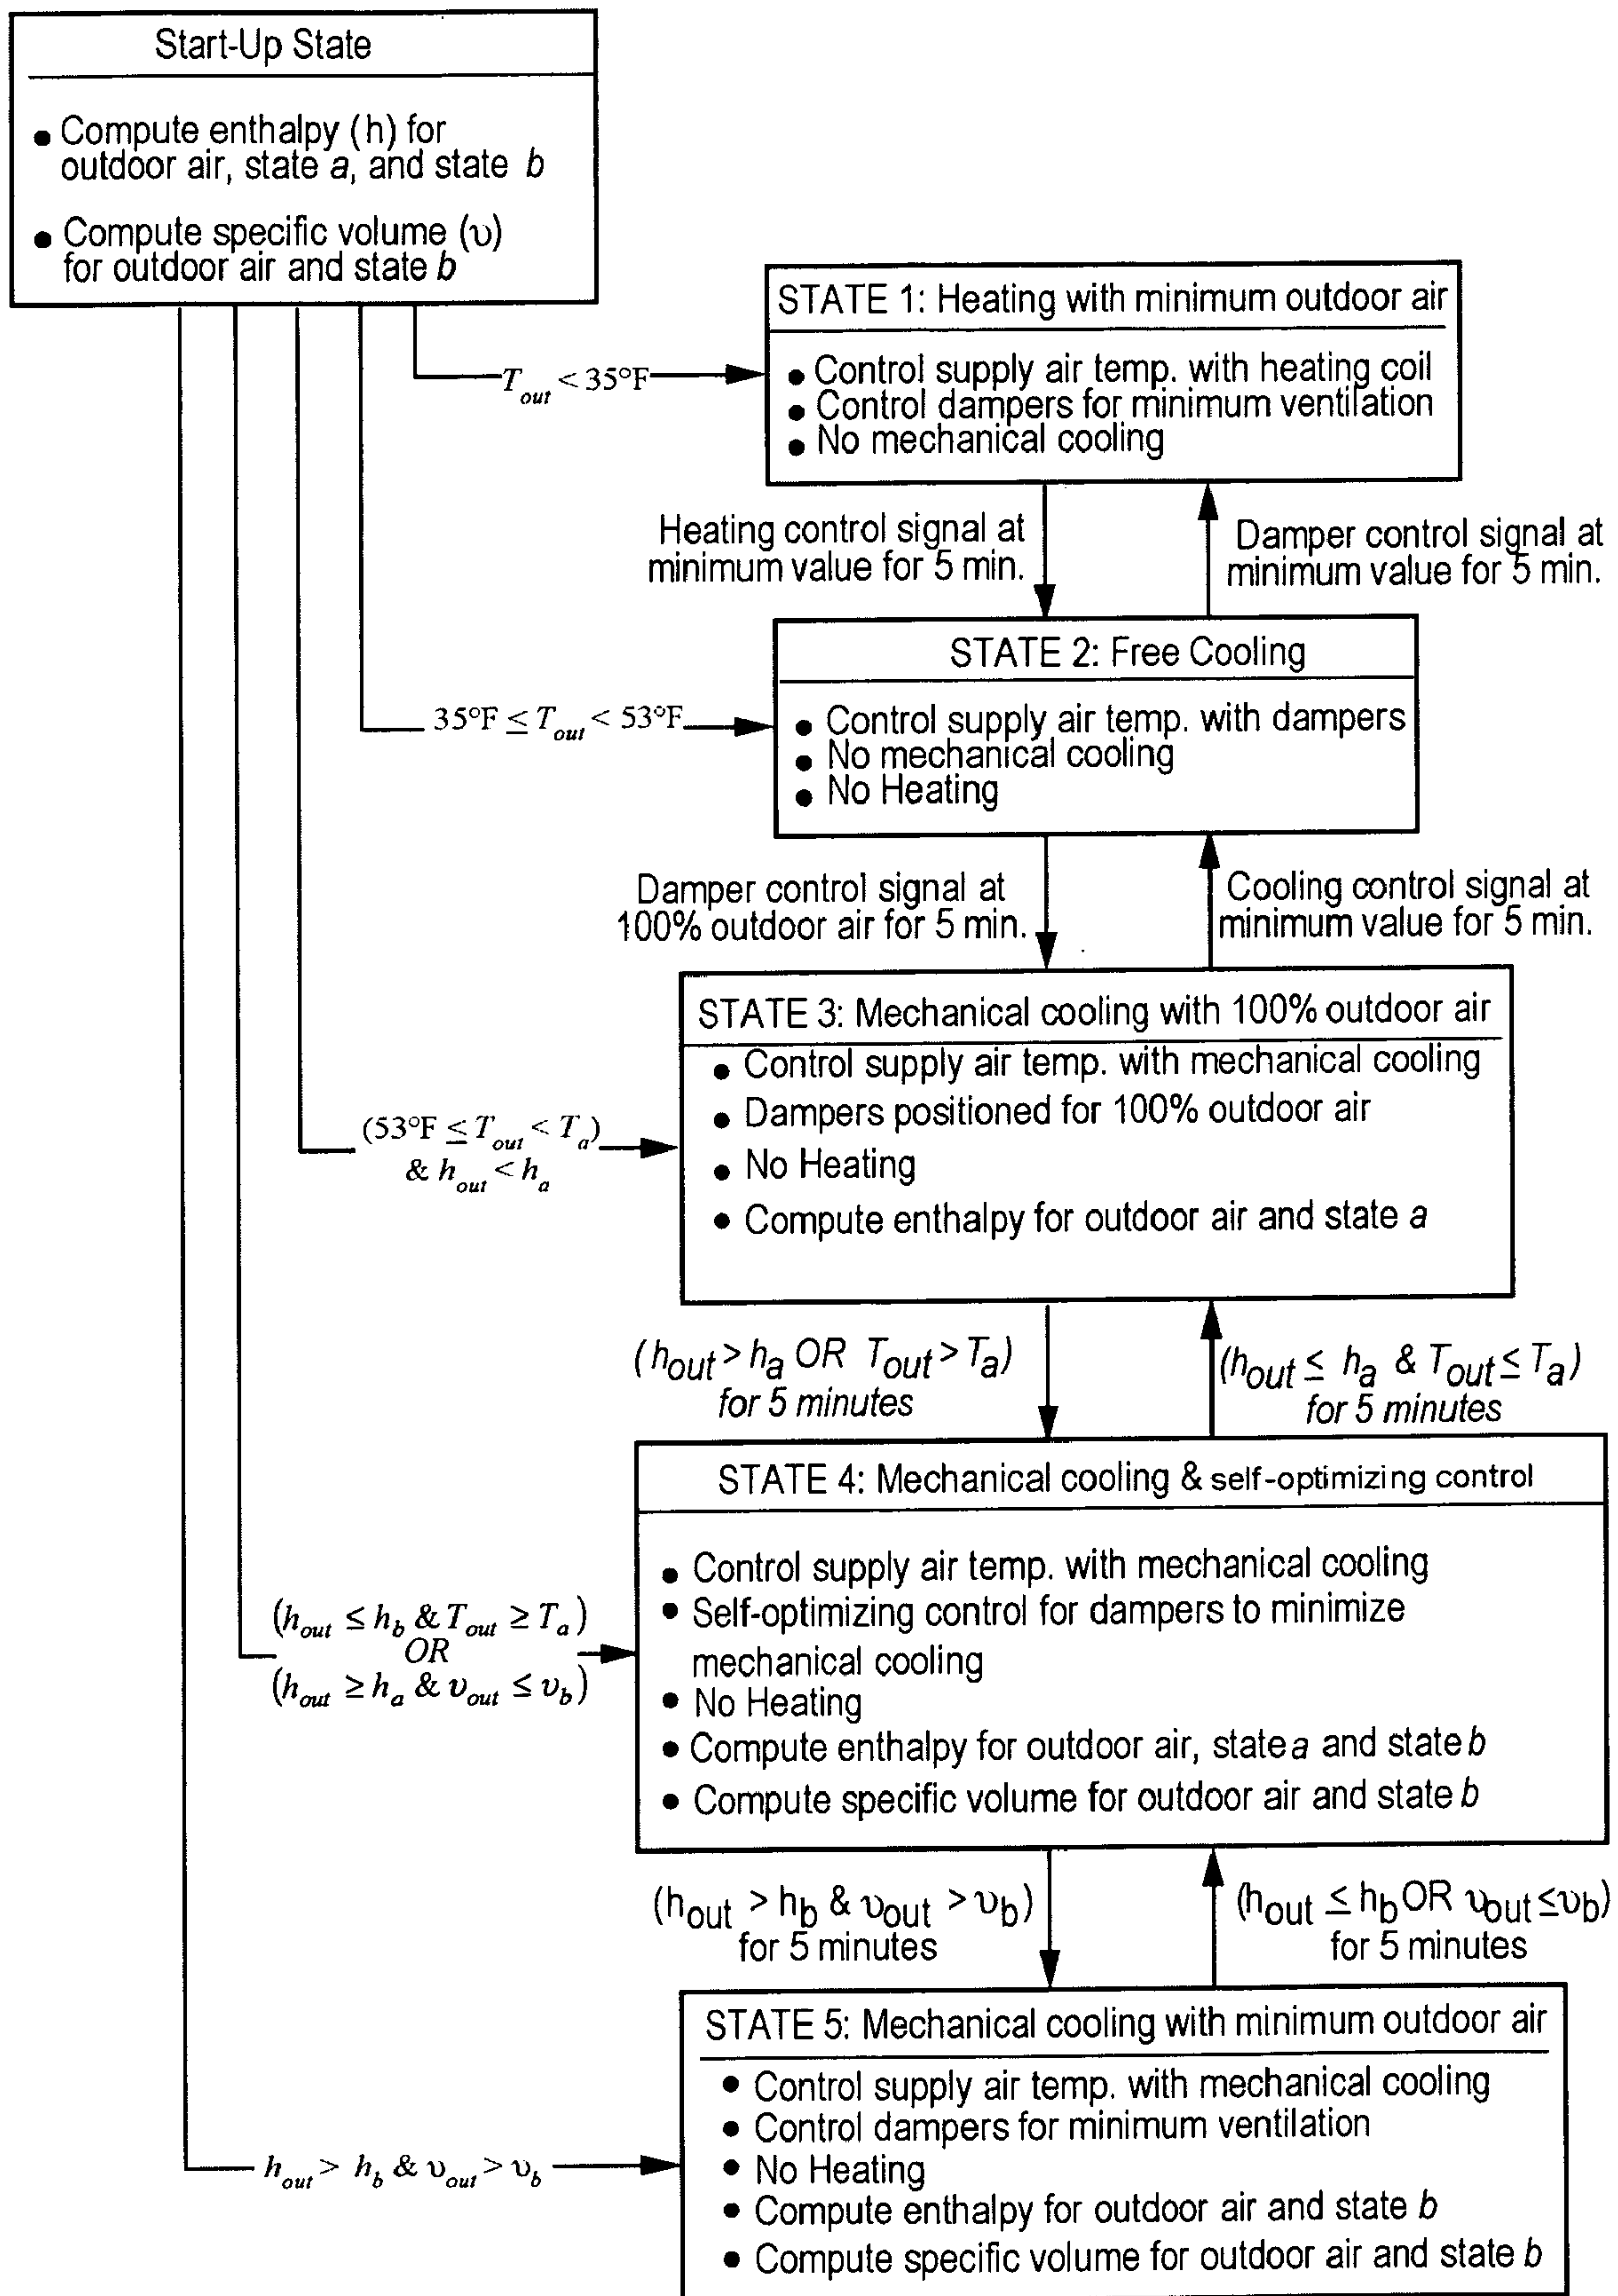 Start-Up State
• Compute enthalpy (h) for
outdoor air, state a, and state b
• Compute specific volume (υ)
for outdoor air and state b
T_out < 35°F
STATE 1: Heating with minimum outdoor air
• Control supply air temp. with heating coil
• Control dampers for minimum ventilation
• No mechanical cooling
Heating control signal at
minimum value for 5 min.
Damper control signal at
minimum value for 5 min.
35°F ≤ T_out < 53°F
STATE 2: Free Cooling
• Control supply air temp. with dampers
• No mechanical cooling
• No Heating
Damper control signal at
100% outdoor air for 5 min.
Cooling control signal at
minimum value for 5 min.
(53°F ≤ T_out < T_a)
& h_out < h_a
STATE 3: Mechanical cooling with 100% outdoor air
• Control supply air temp. with mechanical cooling
• Dampers positioned for 100% outdoor air
• No Heating
• Compute enthalpy for outdoor air and state a
(h_out > h_a OR T_out > T_a)
for 5 minutes
(h_out ≤ h_a & T_out ≤ T_a)
for 5 minutes
(h_out ≤ h_b & T_out ≥ T_a)
OR
(h_out ≥ h_a & υ_out ≤ υ_b)
STATE 4: Mechanical cooling & self-optimizing control
• Control supply air temp. with mechanical cooling
• Self-optimizing control for dampers to minimize
mechanical cooling
• No Heating
• Compute enthalpy for outdoor air, state a and state b
• Compute specific volume for outdoor air and state b
(h_out > h_b & υ_out > υ_b)
for 5 minutes
(h_out ≤ h_b OR υ_out ≤ υ_b)
for 5 minutes
h_out > h_b & υ_out > υ_b
STATE 5: Mechanical cooling with minimum outdoor air
• Control supply air temp. with mechanical cooling
• Control dampers for minimum ventilation
• No Heating
• Compute enthalpy for outdoor air and state b
• Compute specific volume for outdoor air and state b